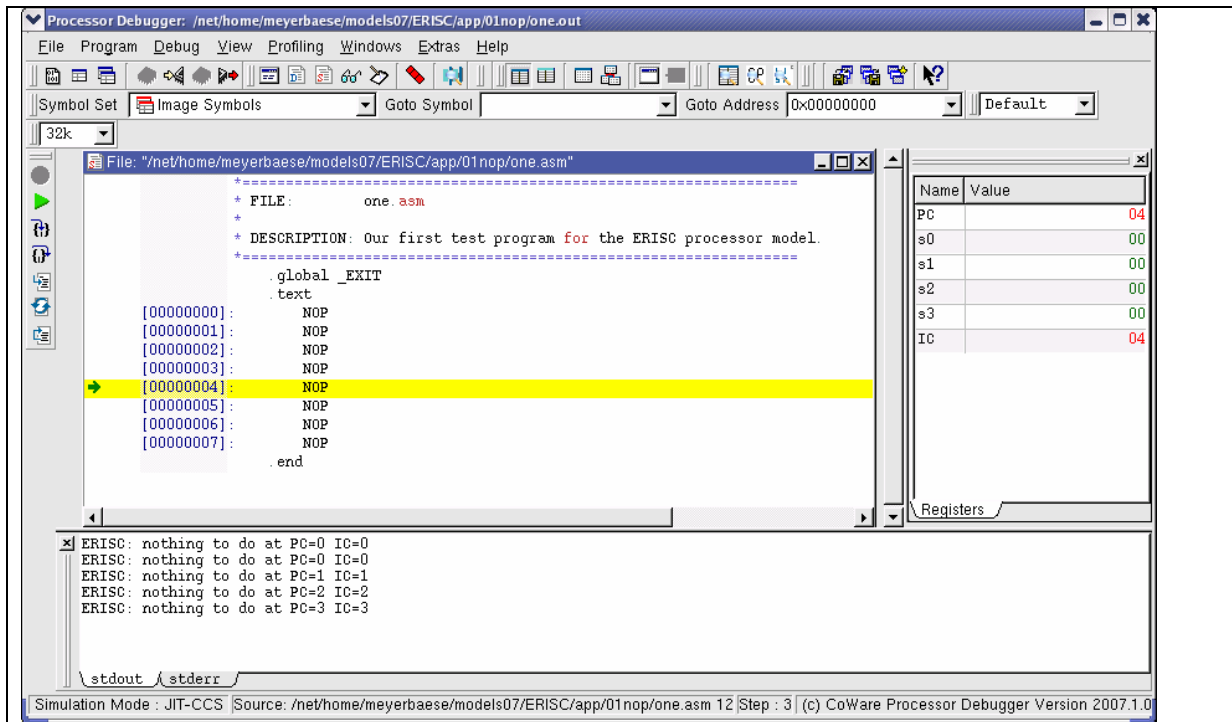 Processor Debugger: /net/home/meyerbaese/models07/ERISC/app/01nop/one.out
File Program Debug View Profiling Windows Extras Help
Symbol Set Image Symbols Goto Symbol Goto Address 0x00000000 Default
32k
File: "/net/home/meyerbaese/models07/ERISC/app/01nop/one.asm"
*===============================================================
* FILE: one.asm
*
* DESCRIPTION: Our first test program for the ERISC processor model.
*===============================================================
.global _EXIT
.text
[00000000]: NOP
[00000001]: NOP
[00000002]: NOP
[00000003]: NOP
[00000004]: NOP
[00000005]: NOP
[00000006]: NOP
[00000007]: NOP
.end
Name Value
PC 04
s0 00
s1 00
s2 00
s3 00
IC 04
Registers
ERISC: nothing to do at PC=0 IC=0
ERISC: nothing to do at PC=0 IC=0
ERISC: nothing to do at PC=1 IC=1
ERISC: nothing to do at PC=2 IC=2
ERISC: nothing to do at PC=3 IC=3
stdout stderr
Simulation Mode : JIT-CCS Source: /net/home/meyerbaese/models07/ERISC/app/01nop/one.asm 12 Step : 3 (c) CoWare Processor Debugger Version 2007.1.0